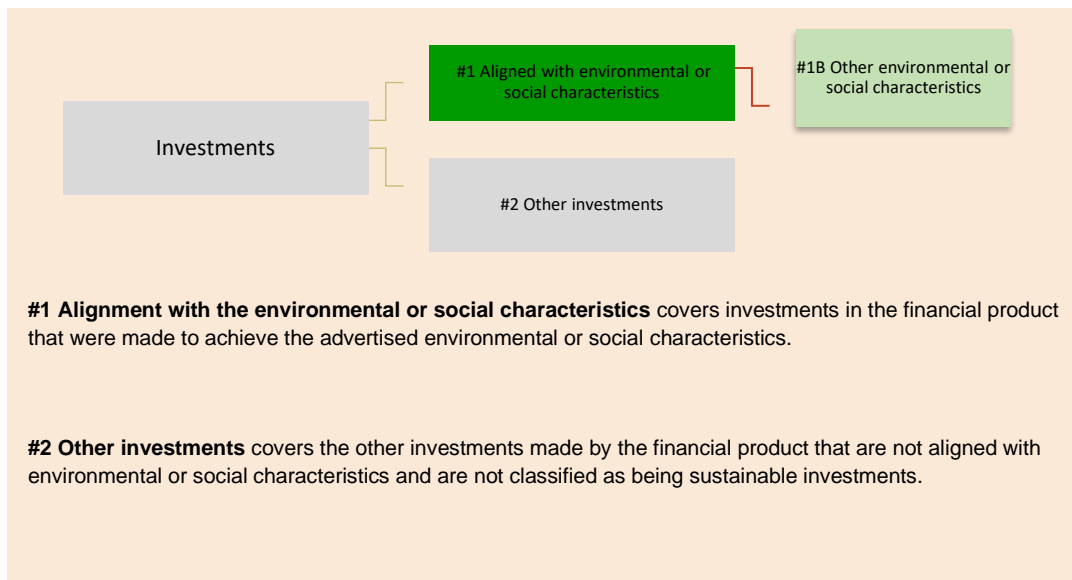 #1 Aligned with environmental or
social characteristics
#1B Other environmental or
social characteristics
Investments
#2 Other investments
#1 Alignment with the environmental or social characteristics covers investments in the financial product
that were made to achieve the advertised environmental or social characteristics.
#2 Other investments covers the other investments made by the financial product that are not aligned with
environmental or social characteristics and are not classified as being sustainable investments.